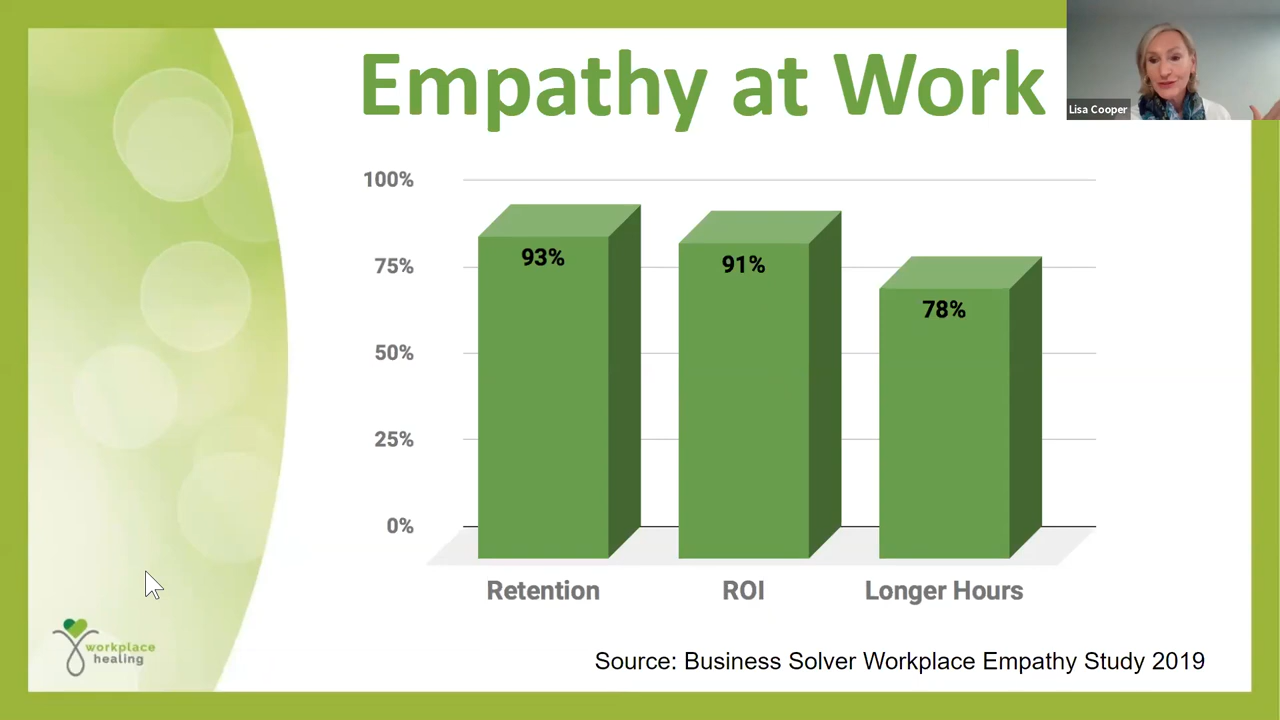 Empathy at Work
Lisa Cooper
100%
75%
50%
25%
0%
93%
91%
78%
Retention
ROI
Longer Hours
workplace
healing
Source: Business Solver Workplace Empathy Study 2019